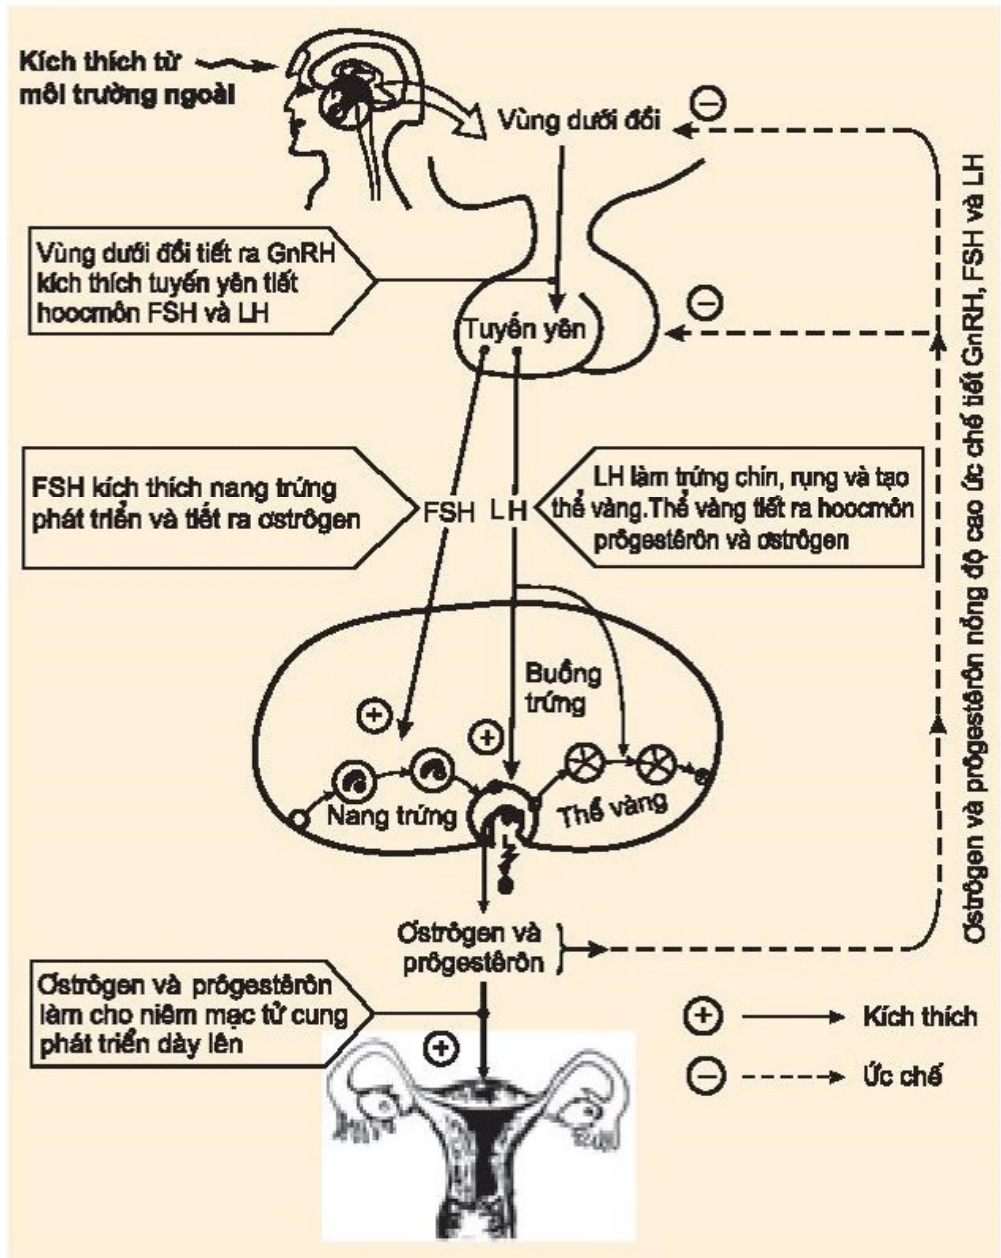 Kích thích từ
môi trường ngoài
Vùng dưới đồi
Vùng dưới đồi tiết ra GnRH
kích thích tuyến yên tiết
hoocmôn FSH và LH
Tuyến yên
FSH kích thích nang trứng
phát triển và tiết ra ơstrôgen
FSH LH
LH làm trứng chín, rụng và tạo
thể vàng.Thể vàng tiết ra hoocmôn
prôgestêrôn và ơstrôgen
Buồng
trứng
Nang trứng
Thể vàng
Ơstrôgen và
prôgestêrôn
Ơstrôgen và prôgestêrôn
làm cho niêm mạc tử cung
phát triển dày lên
Ơstrôgen và prôgestêrôn nồng độ cao ức chế tiết GnRH, FSH và LH
+ Kích thích
− Ức chế